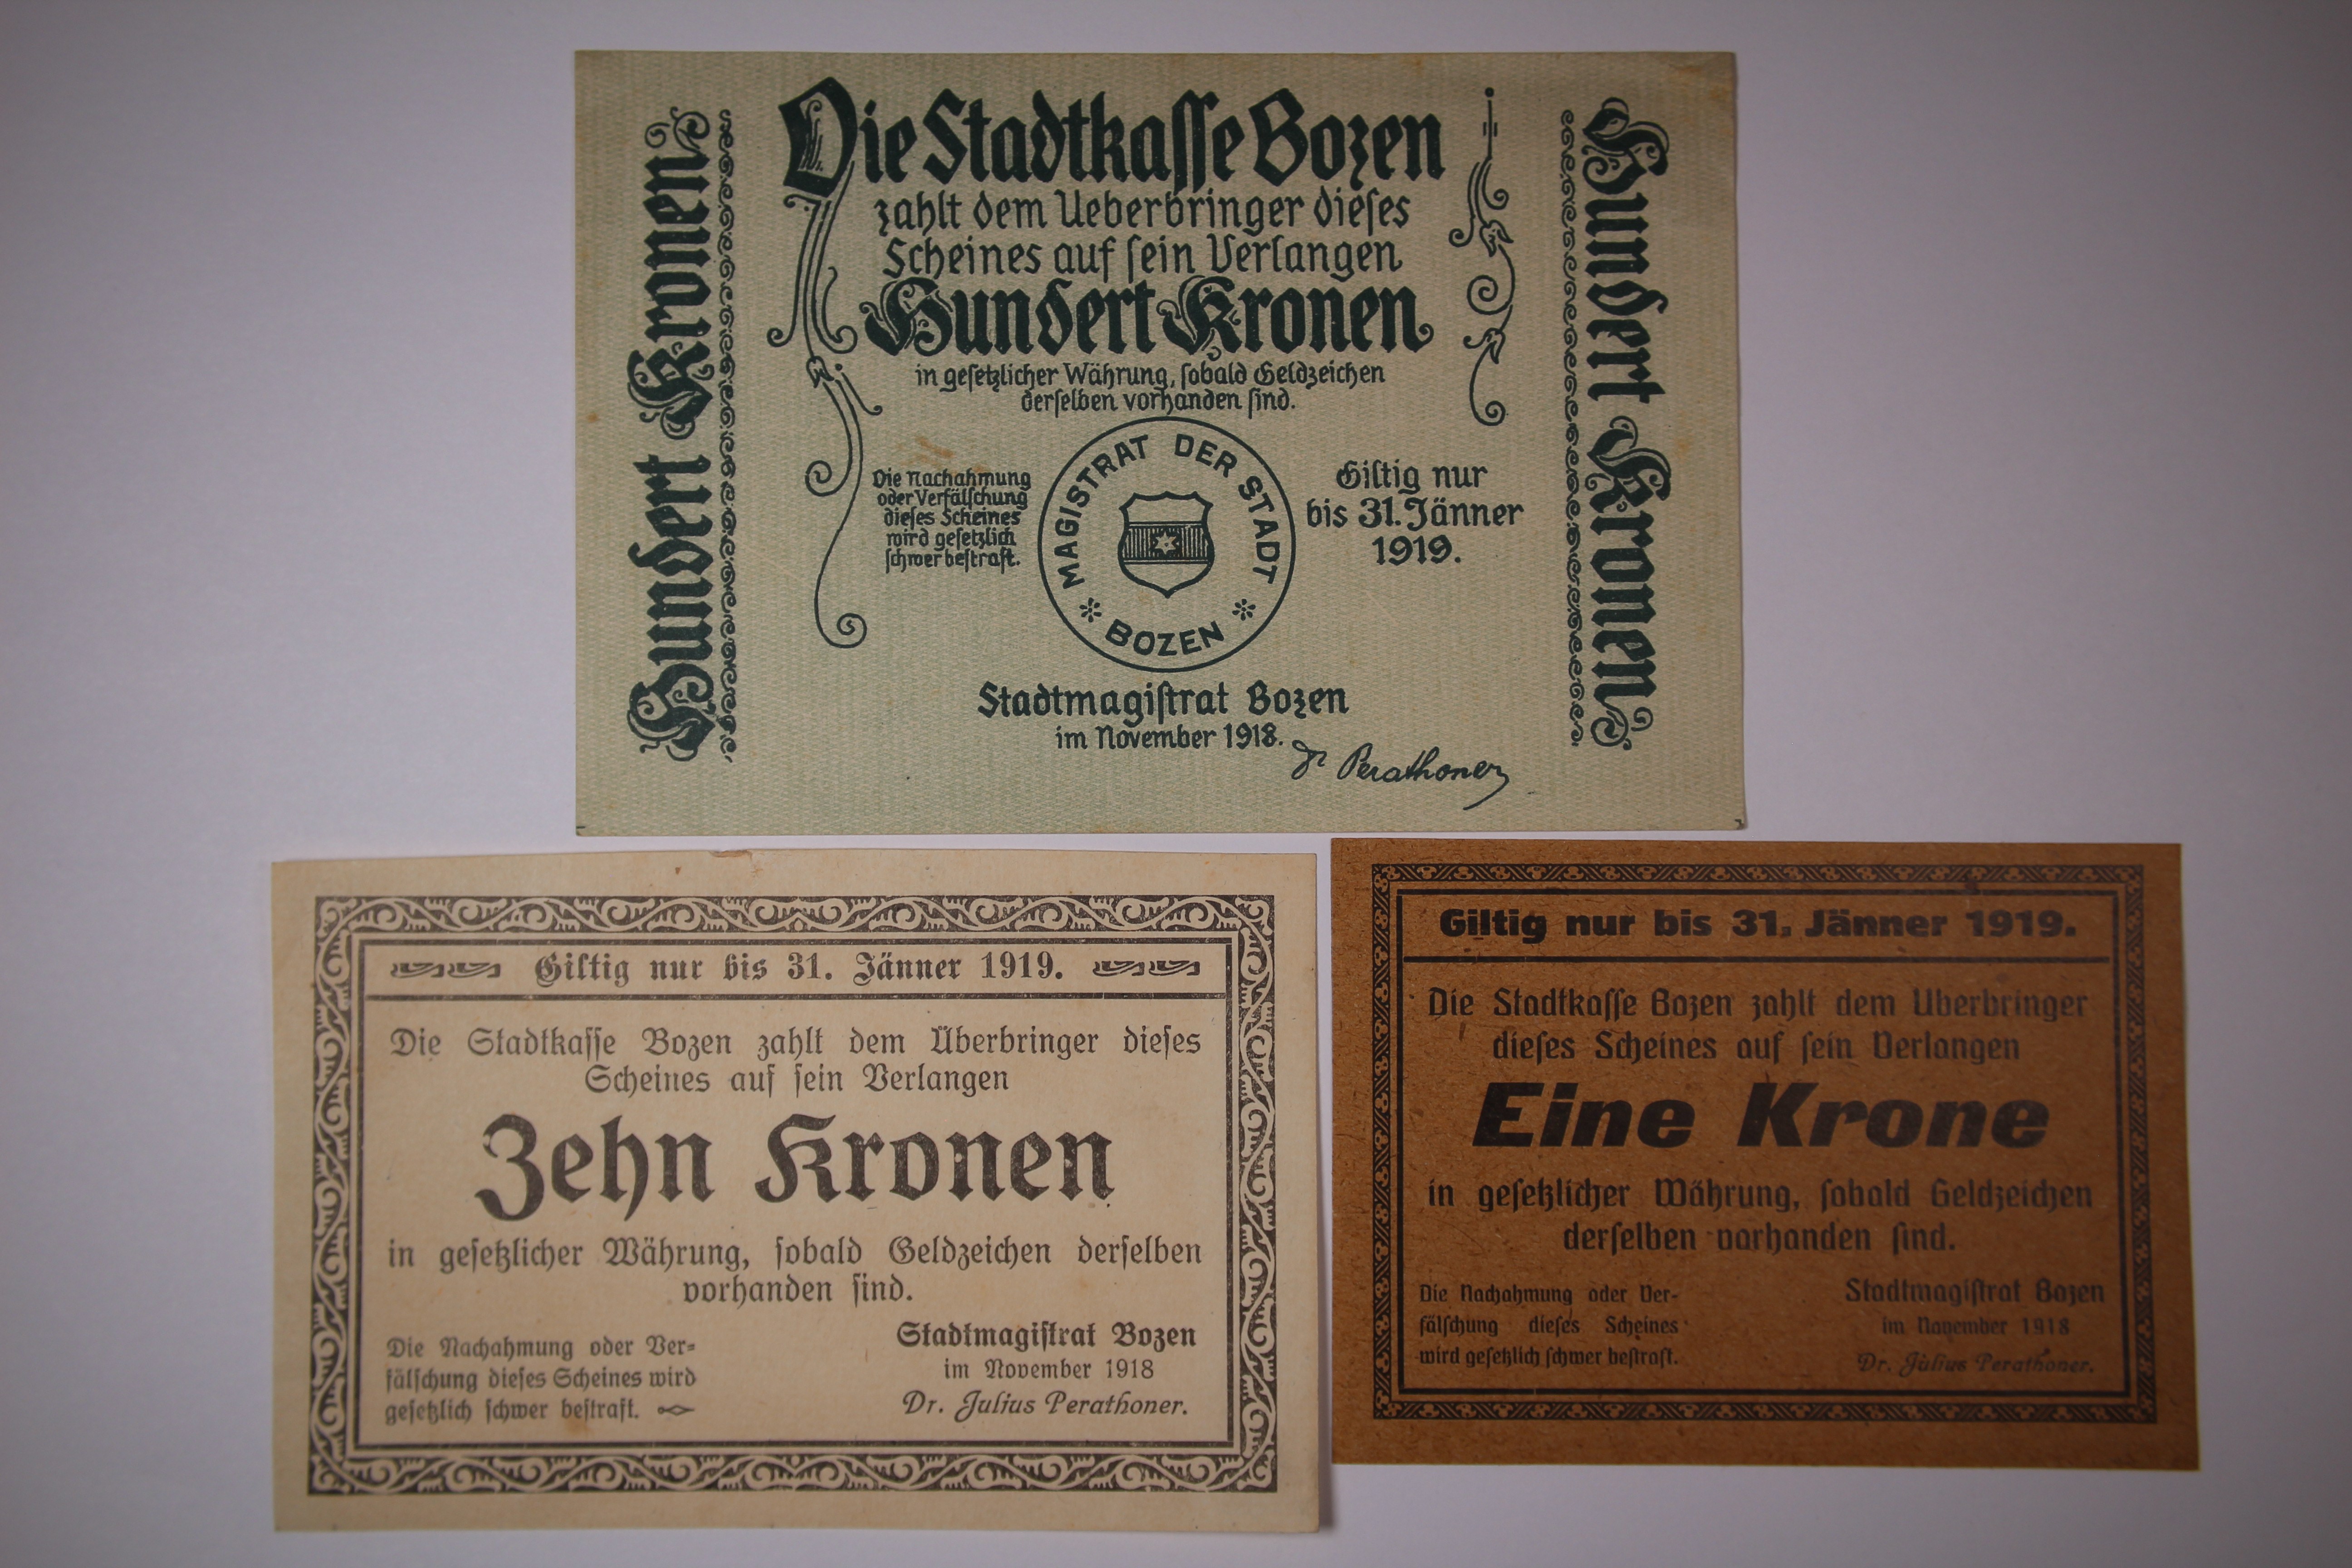 Die Stadtkasse Bozen
zahlt dem Ueberbringer dieses
Scheines auf sein Verlangen
Hundert Kronen
in gesetzlicher Währung, sobald Geldzeichen
derselben vorhanden sind.
Hundert Kronen
Hundert Kronen
Die Nachahmung
oder Verfälschung
dieses Scheines
wird gesetzlich
schwer bestraft.
MAGISTRAT DER STADT
* BOZEN *
Giltig nur
bis 31. Jänner
1919.
Stadtmagistrat Bozen
im November 1918.
Dr Perathoner
Giltig nur bis 31. Jänner 1919.
Die Stadtkasse Bozen zahlt dem Überbringer dieses
Scheines auf sein Verlangen
Zehn Kronen
in gesetzlicher Währung, sobald Geldzeichen derselben
vorhanden sind.
Die Nachahmung oder Ver-
fälschung dieses Scheines wird
gesetzlich schwer bestraft.
Stadtmagistrat Bozen
im November 1918
Dr. Julius Perathoner.
Giltig nur bis 31. Jänner 1919.
Die Stadtkasse Bozen zahlt dem Uberbringer
dieses Scheines auf sein Verlangen
Eine Krone
in gesetzlicher Währung, sobald Geldzeichen
derselben vorhanden sind.
Die Nachahmung oder Ver-
fälschung dieses Scheines
wird gesetzlich schwer bestraft.
Stadtmagistrat Bozen
im November 1918
Dr. Julius Perathoner.